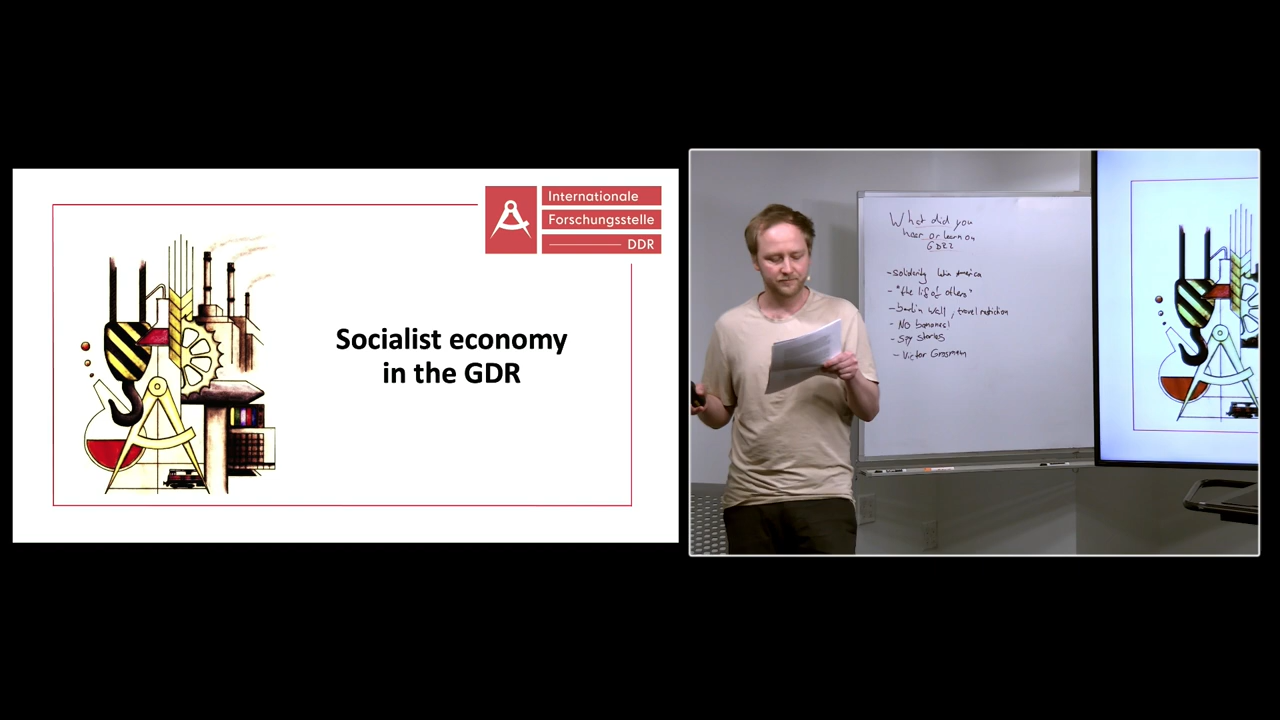 Internationale
Forschungsstelle
DDR
Socialist economy
in the GDR
What did you
hear or learn on
GDR?
- solidarity Latin America
- "the life of others"
- berlin Wall, travel restriction
- No bananas!
- Spy stories
- Victor Grosman